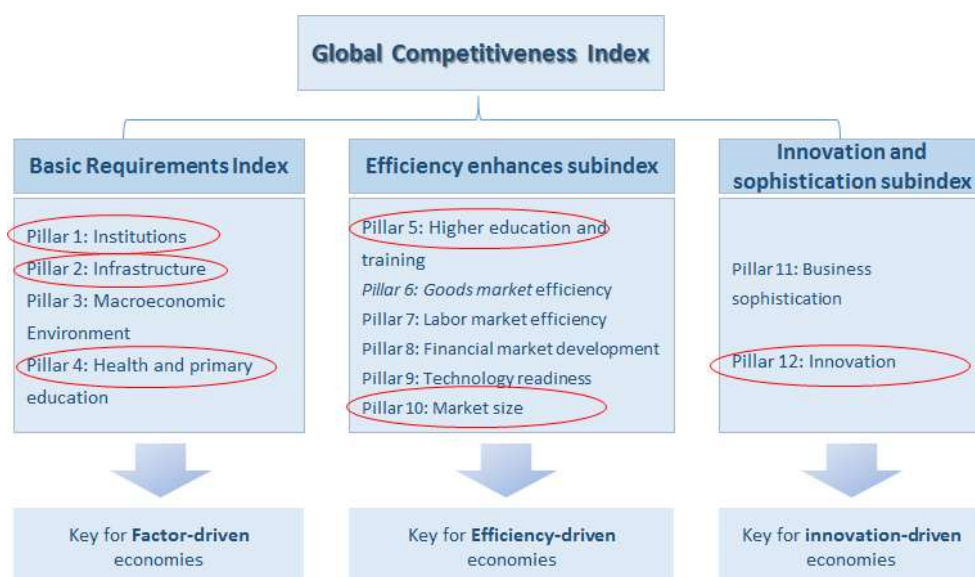 Global Competitiveness Index
Basic Requirements Index
Pillar 1: Institutions
Pillar 2: Infrastructure
Pillar 3: Macroeconomic
Environment
Pillar 4: Health and primary
education
Key for Factor-driven
economies
Efficiency enhances subindex
Pillar 5: Higher education and
training
Pillar 6: Goods market efficiency
Pillar 7: Labor market efficiency
Pillar 8: Financial market development
Pillar 9: Technology readiness
Pillar 10: Market size
Key for Efficiency-driven
economies
Innovation and
sophistication subindex
Pillar 11: Business
sophistication
Pillar 12: Innovation
Key for innovation-driven
economies